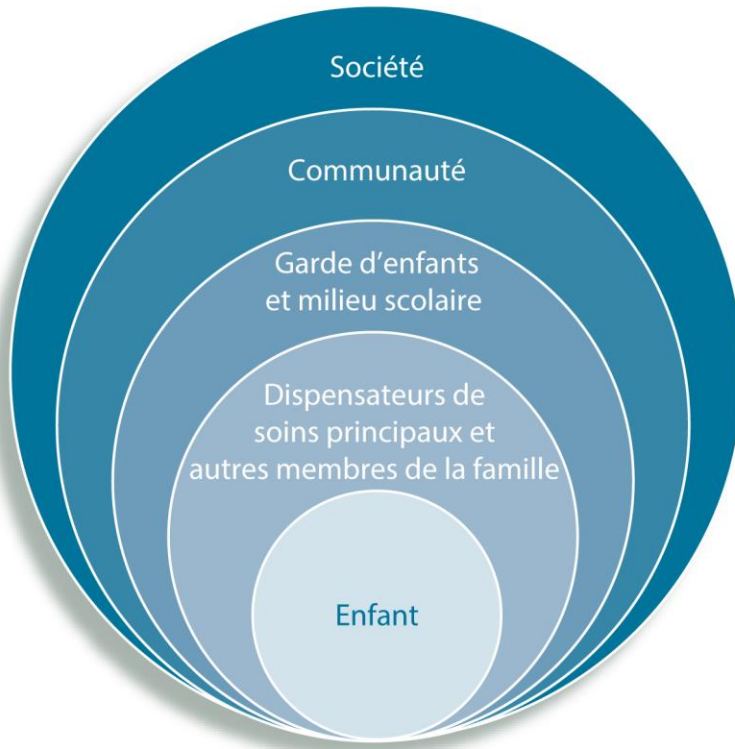 Société
Communauté
Garde d’enfants
et milieu scolaire
Dispensateurs de
soins principaux et
autres membres de la famille
Enfant